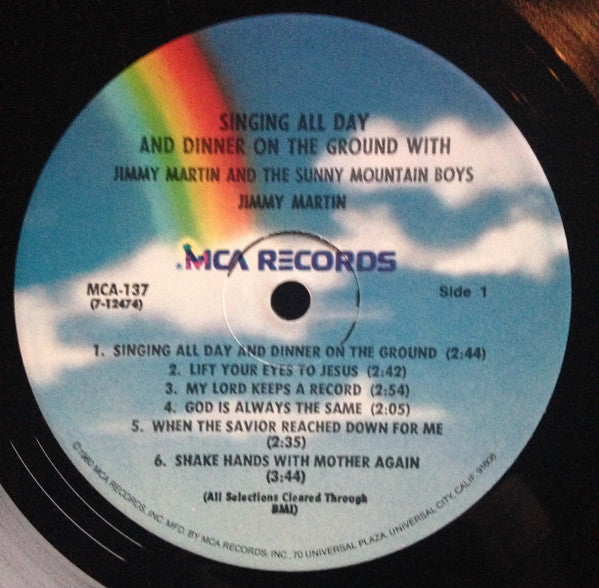 SINGING ALL DAY
AND DINNER ON THE GROUND WITH
JIMMY MARTIN AND THE SUNNY MOUNTAIN BOYS
JIMMY MARTIN
MCA RECORDS
MCA-137
(7-12474)
Side 1
1. SINGING ALL DAY AND DINNER ON THE GROUND (2:44)
2. LIFT YOUR EYES TO JESUS (2:42)
3. MY LORD KEEPS A RECORD (2:54)
4. GOD IS ALWAYS THE SAME (2:05)
5. WHEN THE SAVIOR REACHED DOWN FOR ME
(2:35)
6. SHAKE HANDS WITH MOTHER AGAIN
(3:44)
(All Selections Cleared Through
BMI)
©1980 MCA RECORDS, INC. MFD. BY MCA RECORDS, INC., 70 UNIVERSAL PLAZA, UNIVERSAL CITY, CALIF. 91608